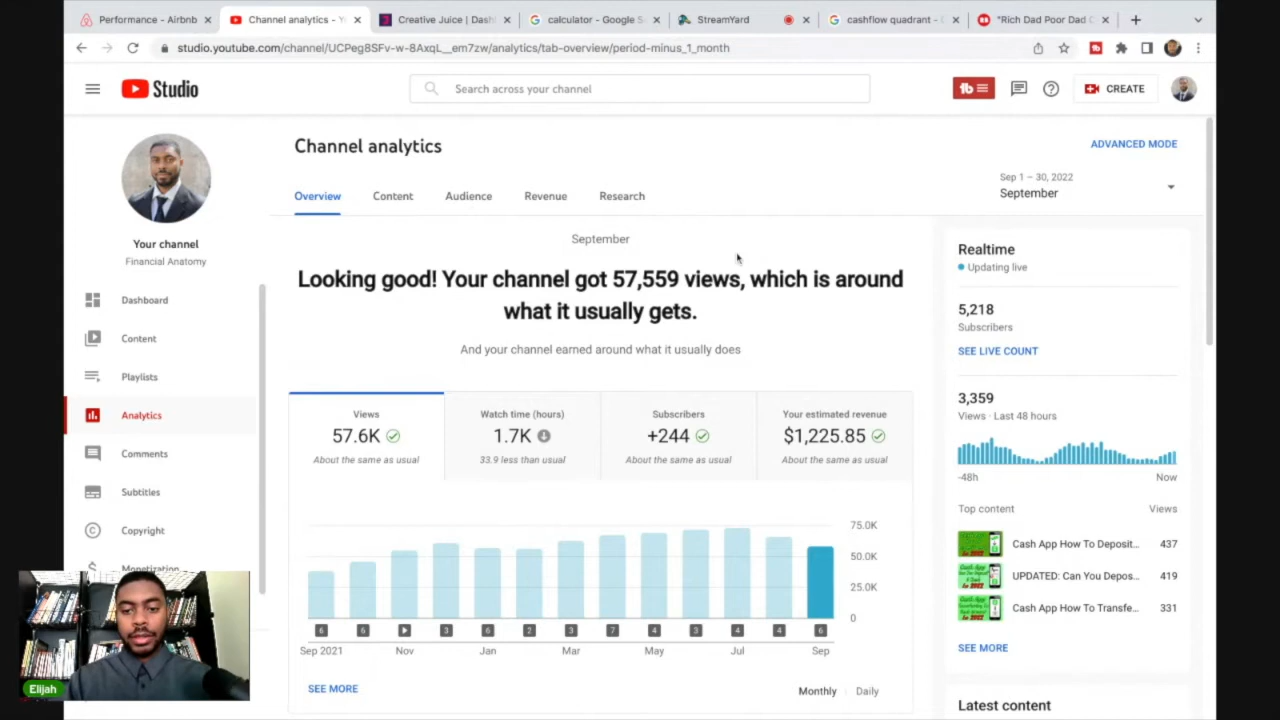 Performance - Airbnb
Channel analytics - Y
Creative Juice | Dash
calculator - Google S
StreamYard
cashflow quadrant -
"Rich Dad Poor Dad
studio.youtube.com/channel/UCPeg8SFv-w-8AxqL__em7zw/analytics/tab-overview/period-minus_1_month
Studio
Search across your channel
CREATE
Channel analytics
ADVANCED MODE
Sep 1 – 30, 2022
September
Overview
Content
Audience
Revenue
Research
Your channel
Financial Anatomy
Dashboard
Content
Playlists
Analytics
Comments
Subtitles
Copyright
Monetization
September
Looking good! Your channel got 57,559 views, which is around
what it usually gets.
And your channel earned around what it usually does
Views
57.6K
About the same as usual
Watch time (hours)
1.7K
33.9 less than usual
Subscribers
+244
About the same as usual
Your estimated revenue
$1,225.85
About the same as usual
75.0K
50.0K
25.0K
0
6 6 3 6 2 3 7 4 3 4 4 6
Sep 2021 Nov Jan Mar May Jul Sep
SEE MORE
Monthly
Daily
Realtime
Updating live
5,218
Subscribers
SEE LIVE COUNT
3,359
Views · Last 48 hours
-48h
Now
Top content
Views
Cash App How To Deposit...
437
UPDATED: Can You Depos...
419
Cash App How To Transfe...
331
SEE MORE
Latest content
Elijah